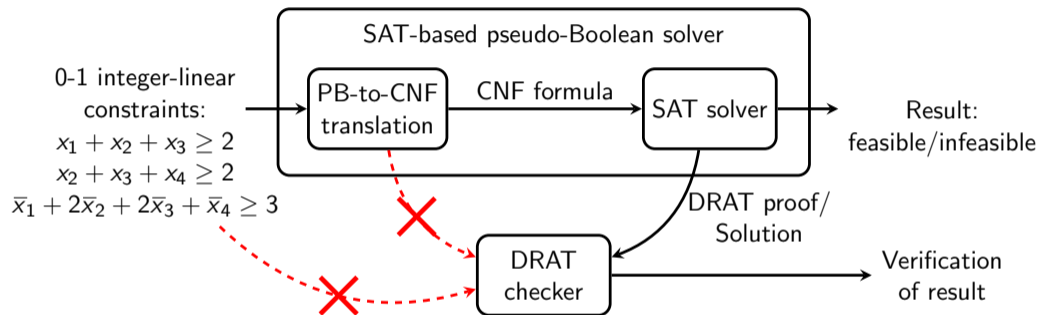 SAT-based pseudo-Boolean solver
0-1 integer-linear
constraints:
x₁ + x₂ + x₃ ≥ 2
x₂ + x₃ + x₄ ≥ 2
x̄₁ + 2x̄₂ + 2x̄₃ + x̄₄ ≥ 3
PB-to-CNF
translation
CNF formula
SAT solver
Result:
feasible/infeasible
DRAT proof/
Solution
DRAT
checker
Verification
of result